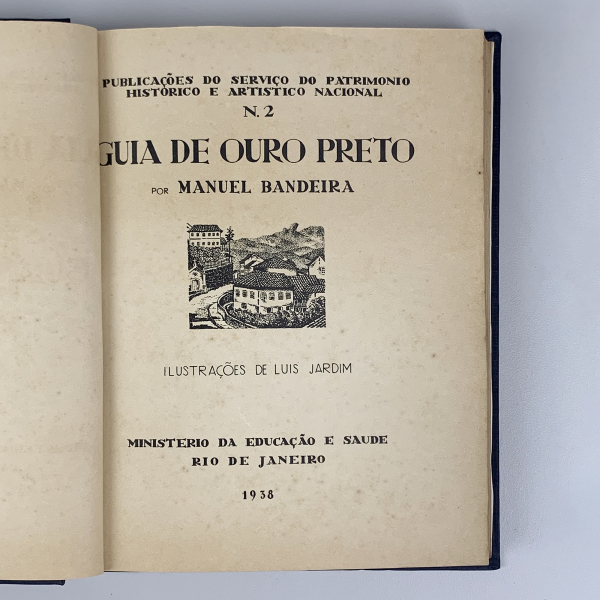 PUBLICAÇÕES DO SERVIÇO DO PATRIMONIO
HISTÓRICO E ARTISTICO NACIONAL
N. 2
GUIA DE OURO PRETO
POR MANUEL BANDEIRA
ILUSTRAÇÕES DE LUIS JARDIM
MINISTERIO DA EDUCAÇÃO E SAUDE
RIO DE JANEIRO
1938